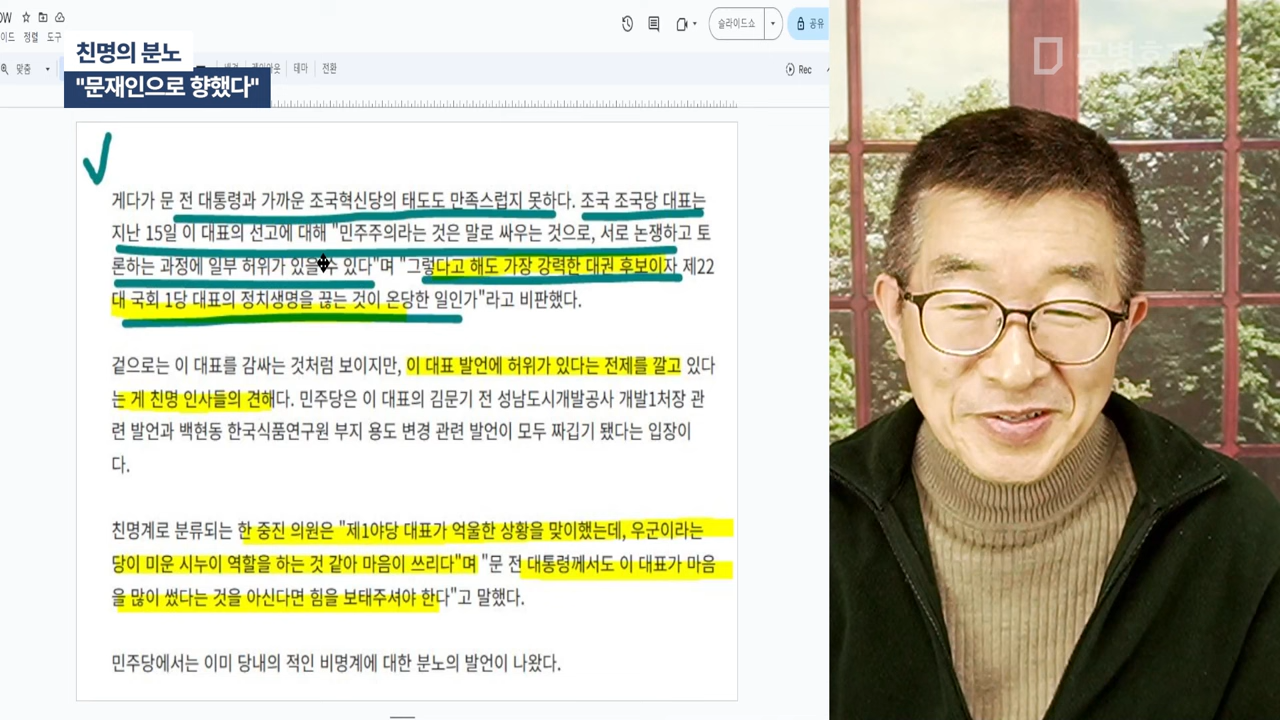 OW
이드 정렬 도구
슬라이드쇼
공유
맞춤
테마
전환
Rec
친명의 분노
"문재인으로 향했다"
공병호TV
게다가 문 전 대통령과 가까운 조국혁신당의 태도도 만족스럽지 못하다. 조국 조국당 대표는
지난 15일 이 대표의 선고에 대해 "민주주의라는 것은 말로 싸우는 것으로, 서로 논쟁하고 토
론하는 과정에 일부 허위가 있을 수 있다"며 "그렇다고 해도 가장 강력한 대권 후보이자 제22
대 국회 1당 대표의 정치생명을 끊는 것이 온당한 일인가"라고 비판했다.
겉으로는 이 대표를 감싸는 것처럼 보이지만, 이 대표 발언에 허위가 있다는 전제를 깔고 있다
는 게 친명 인사들의 견해다. 민주당은 이 대표의 김문기 전 성남도시개발공사 개발1처장 관
련 발언과 백현동 한국식품연구원 부지 용도 변경 관련 발언이 모두 짜깁기 됐다는 입장이
다.
친명계로 분류되는 한 중진 의원은 "제1야당 대표가 억울한 상황을 맞이했는데, 우군이라는
당이 미운 시누이 역할을 하는 것 같아 마음이 쓰리다"며 "문 전 대통령께서도 이 대표가 마음
을 많이 썼다는 것을 아신다면 힘을 보태주셔야 한다"고 말했다.
민주당에서는 이미 당내의 적인 비명계에 대한 분노의 발언이 나왔다.